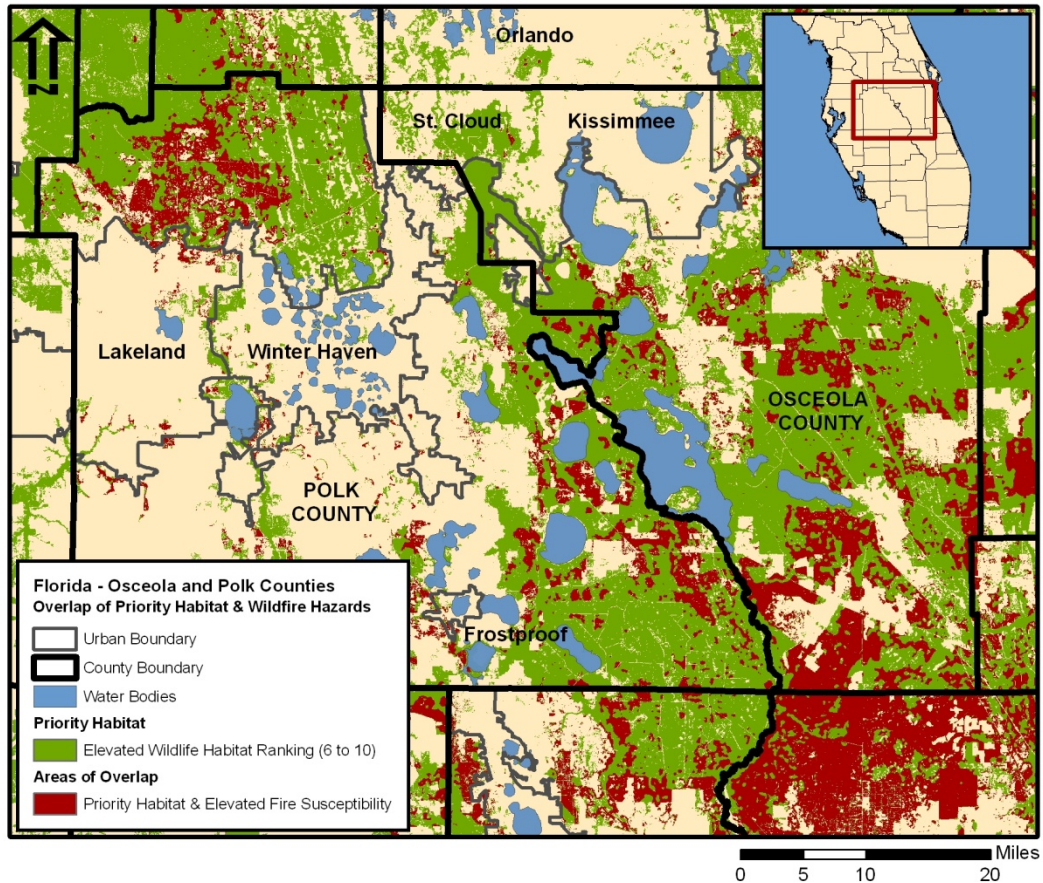 N
Orlando
St. Cloud
Kissimmee
Lakeland
Winter Haven
OSCEOLA
COUNTY
POLK
COUNTY
Frostproof
Florida - Osceola and Polk Counties
Overlap of Priority Habitat & Wildfire Hazards
Urban Boundary
County Boundary
Water Bodies
Priority Habitat
Elevated Wildlife Habitat Ranking (6 to 10)
Areas of Overlap
Priority Habitat & Elevated Fire Susceptibility
Miles
0 5 10 20